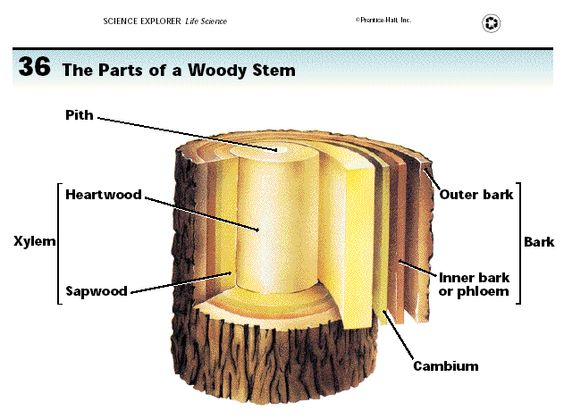 SCIENCE EXPLORER Life Science
©Prentice-Hall, Inc.
36 The Parts of a Woody Stem
Pith
Heartwood
Xylem
Sapwood
Outer bark
Bark
Inner bark
or phloem
Cambium